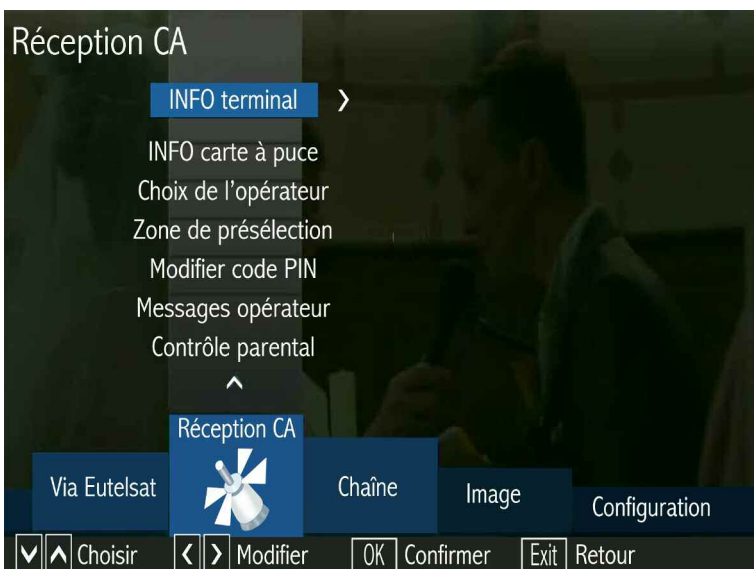 Réception CA
INFO terminal
INFO carte à puce
Choix de l'opérateur
Zone de présélection
Modifier code PIN
Messages opérateur
Contrôle parental
Réception CA
Via Eutelsat
Chaîne
Image
Configuration
Choisir
Modifier
OK Confirmer
Exit Retour